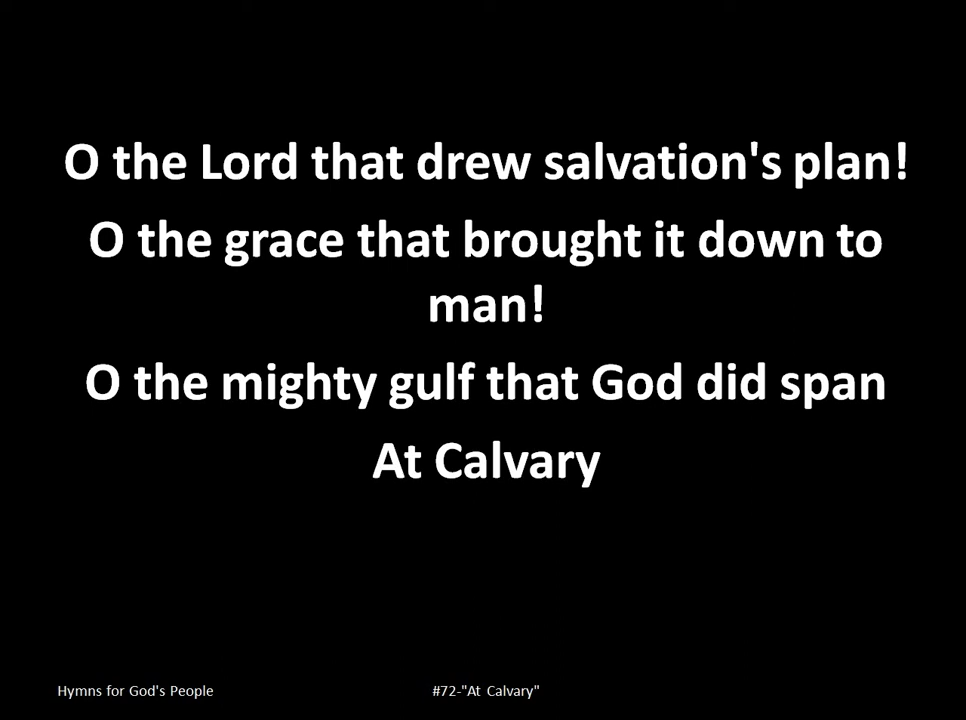 O the Lord that drew salvation's plan!
O the grace that brought it down to
man!
O the mighty gulf that God did span
At Calvary
Hymns for God's People
#72-"At Calvary"